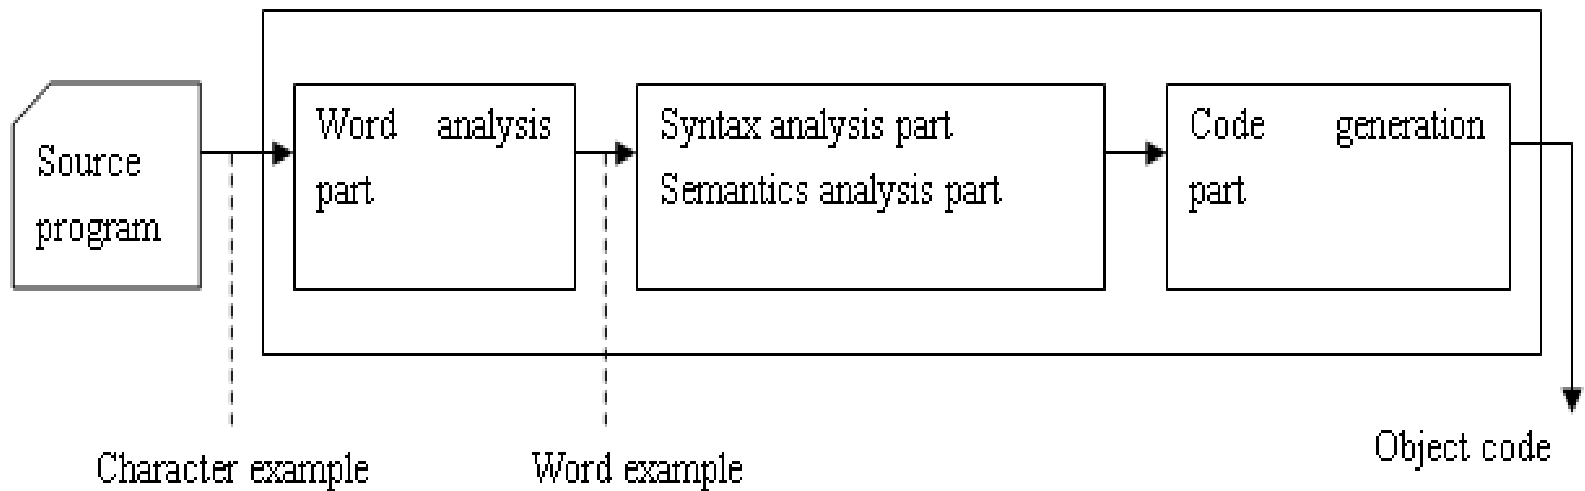 Source
program
Word analysis
part
Syntax analysis part
Semantics analysis part
Code generation
part
Character example
Word example
Object code